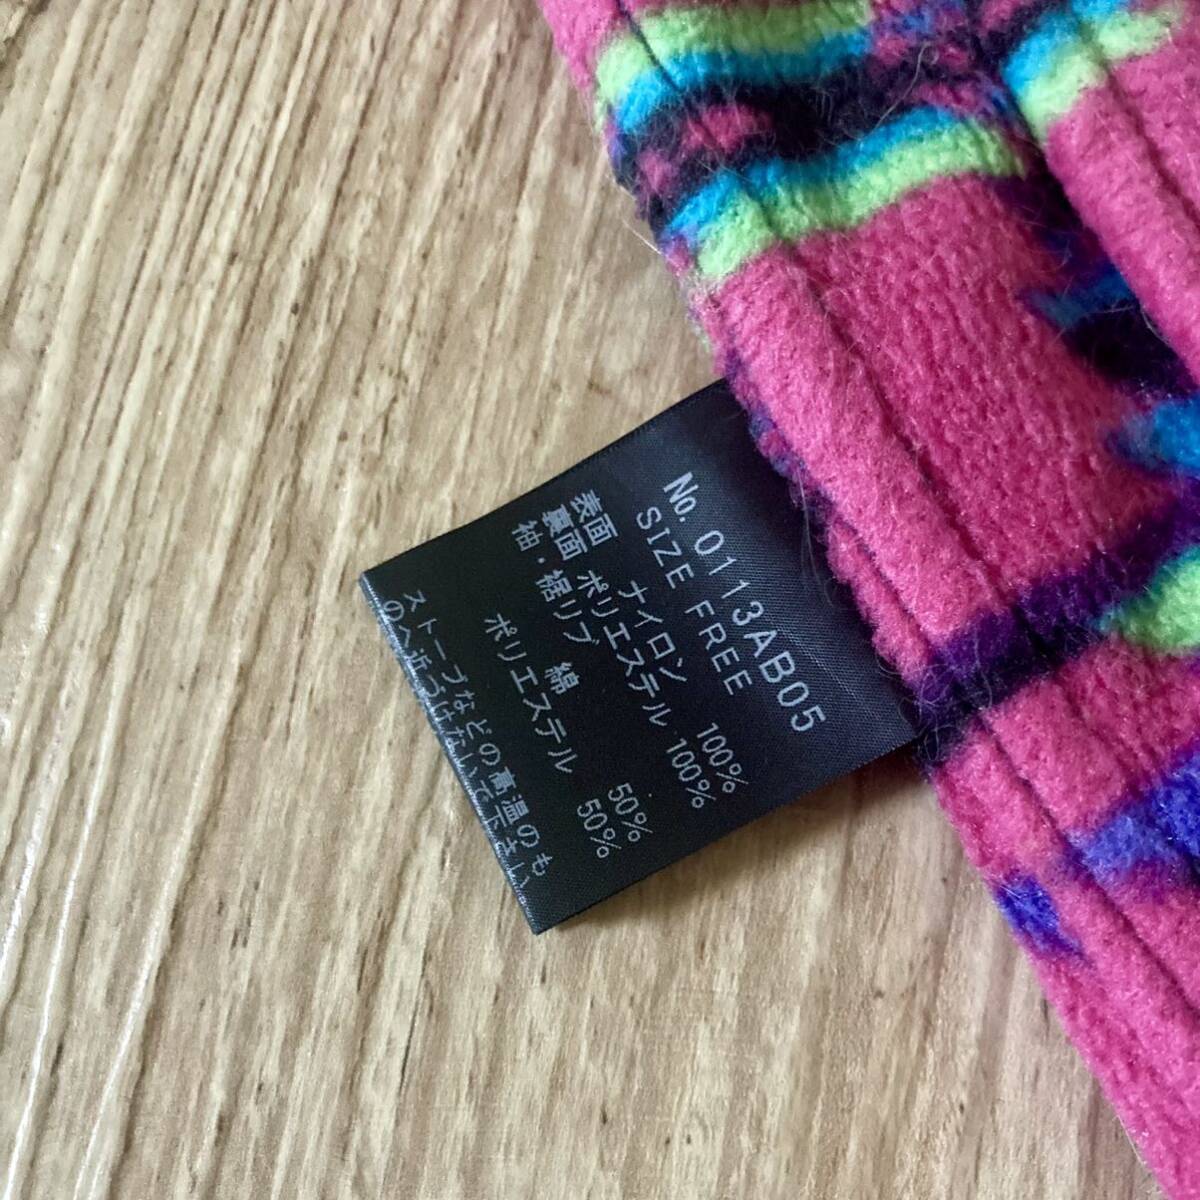 No. 0113AB05
SIZE FREE
表面 ナイロン 100%
裏面 ポリエステル 100%
袖・裾リブ 綿 50%
ポリエステル 50%
ストーブなどの高温のも
のへ近づけないで下さい